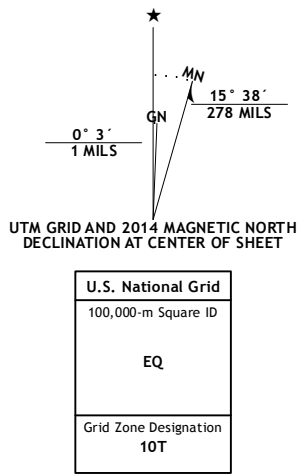 ★
MN
GN
15° 38´
278 MILS
0° 3´
1 MILS
UTM GRID AND 2014 MAGNETIC NORTH
DECLINATION AT CENTER OF SHEET
U.S. National Grid
100,000-m Square ID
EQ
Grid Zone Designation
10T